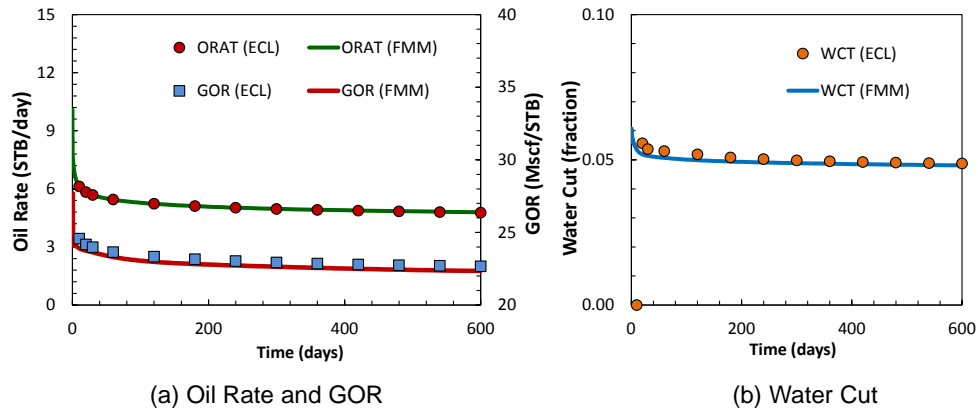 15
12
9
6
3
0
Oil Rate (STB/day)
40
35
30
25
20
GOR (Mscf/STB)
ORAT (ECL)
ORAT (FMM)
GOR (ECL)
GOR (FMM)
0
200
400
600
Time (days)
(a) Oil Rate and GOR
0.10
0.05
0.00
Water Cut (fraction)
WCT (ECL)
WCT (FMM)
0
200
400
600
Time (days)
(b) Water Cut